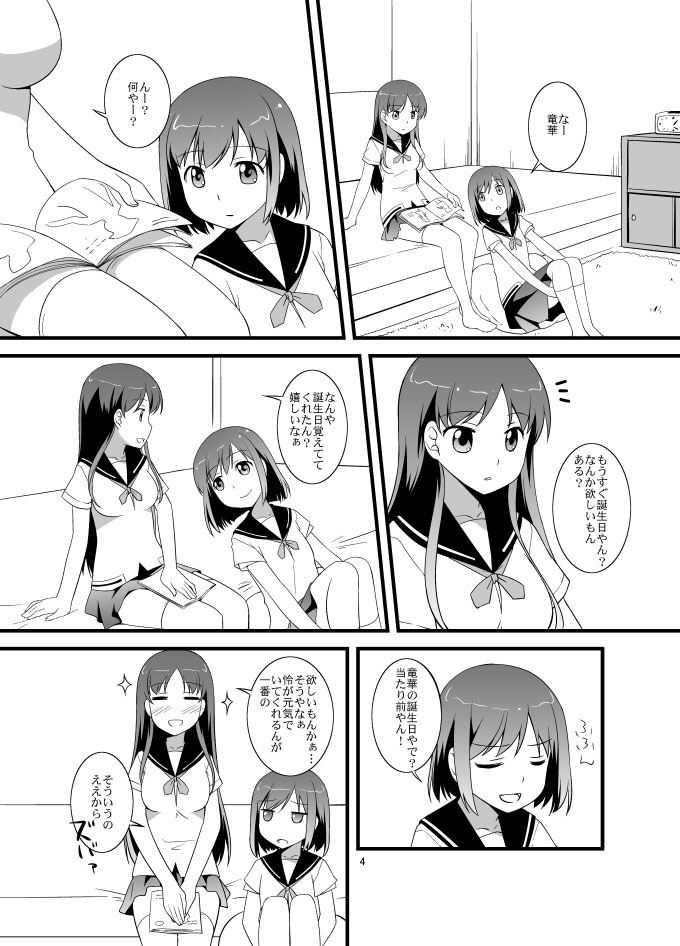 なー
竜華
んー？
何やー？
もうすぐ誕生日やん？
なんか欲しいもん
ある？
なんや
誕生日覚えてて
くれたん？
嬉しいなぁ
竜華の誕生日やで？
当たり前やん！
ふふん
欲しいもんかぁ…
そうやなぁ
怜が元気で
いてくれるんが
一番の
そういうの
ええから
ズバッ？
4